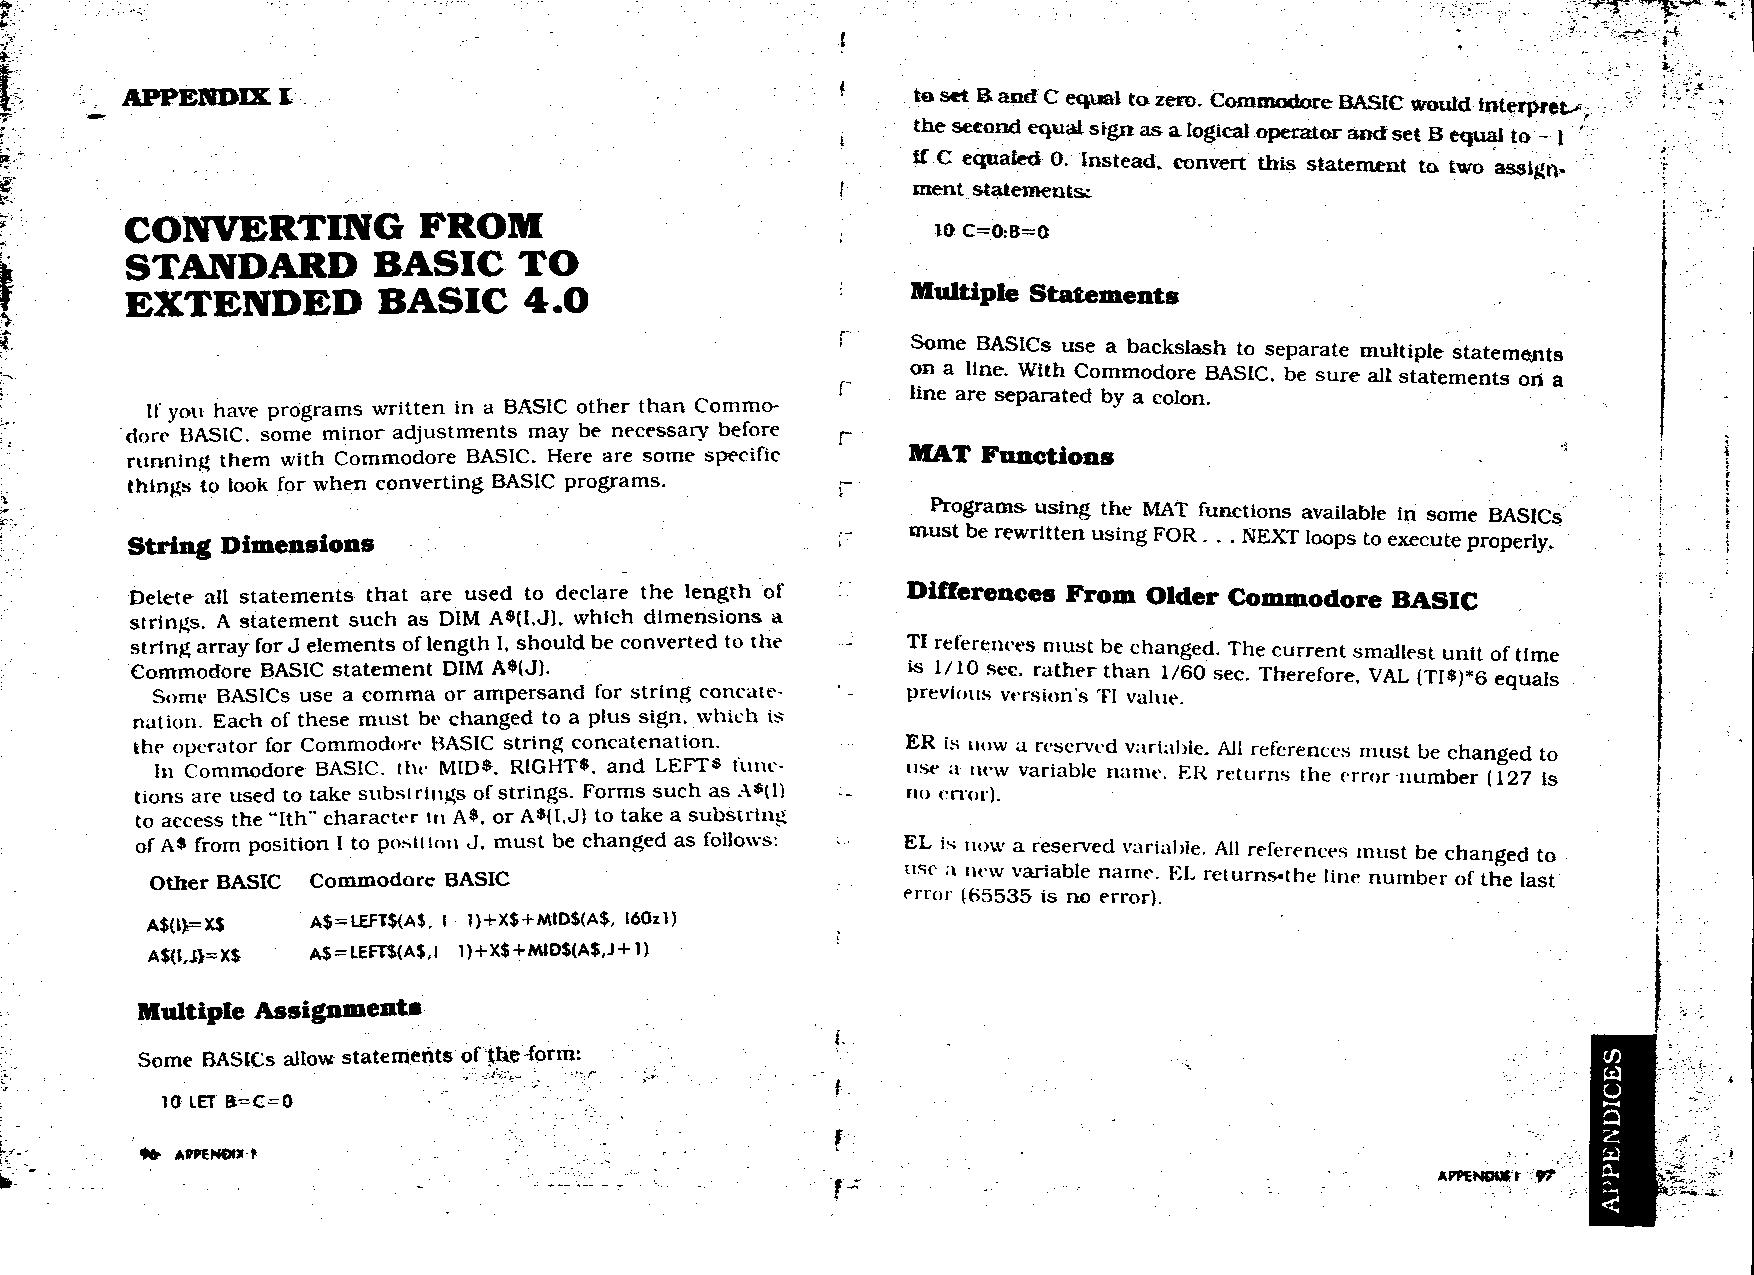 APPENDIX I
CONVERTING FROM
STANDARD BASIC TO
EXTENDED BASIC 4.0
If you have programs written in a BASIC other than Commo-
dore BASIC, some minor adjustments may be necessary before
running them with Commodore BASIC. Here are some specific
things to look for when converting BASIC programs.
String Dimensions
Delete all statements that are used to declare the length of
strings. A statement such as DIM A$(I,J), which dimensions a
string array for J elements of length I, should be converted to the
Commodore BASIC statement DIM A$(J).
Some BASICs use a comma or ampersand for string concate-
nation. Each of these must be changed to a plus sign, which is
the operator for Commodore BASIC string concatenation.
In Commodore BASIC, the MID$, RIGHT$, and LEFT$ func-
tions are used to take substrings of strings. Forms such as A$(I)
to access the "Ith" character in A$, or A$(I,J) to take a substring
of A$ from position I to position J, must be changed as follows:
Other BASIC Commodore BASIC
A$(I)=X$ A$=LEFT$(A$, I 1)+X$+MID$(A$, I60z1)
A$(I,J)=X$ A$=LEFT$(A$,I 1)+X$+MID$(A$,J+1)
Multiple Assignments
Some BASICs allow statements of the form:
10 LET B=C=0
96 APPENDIX I
to set B and C equal to zero. Commodore BASIC would interpret
the second equal sign as a logical operator and set B equal to -1
if C equaled 0. Instead, convert this statement to two assign-
ment statements:
10 C=0:B=0
Multiple Statements
Some BASICs use a backslash to separate multiple statements
on a line. With Commodore BASIC, be sure all statements on a
line are separated by a colon.
MAT Functions
Programs using the MAT functions available in some BASICs
must be rewritten using FOR . . . NEXT loops to execute properly.
Differences From Older Commodore BASIC
TI references must be changed. The current smallest unit of time
is 1/10 sec. rather than 1/60 sec. Therefore, VAL (TI$)*6 equals
previous version's TI value.
ER is now a reserved variable. All references must be changed to
use a new variable name. ER returns the error number (127 is
no error).
EL is now a reserved variable. All references must be changed to
use a new variable name. EL returns the line number of the last
error (65535 is no error).
APPENDIX I 97
APPENDICES